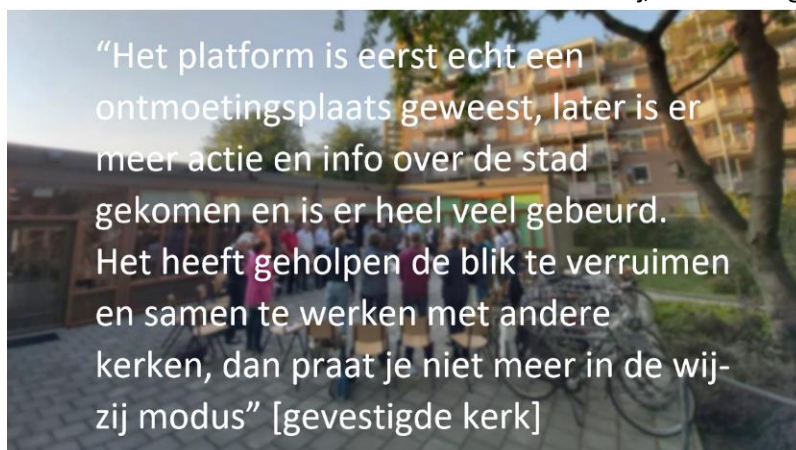 “Het platform is eerst echt een
ontmoetingsplaats geweest, later is er
meer actie en info over de stad
gekomen en is er heel veel gebeurd.
Het heeft geholpen de blik te verruimen
en samen te werken met andere
kerken, dan praat je niet meer in de wij-
zij modus” [gevestigde kerk]